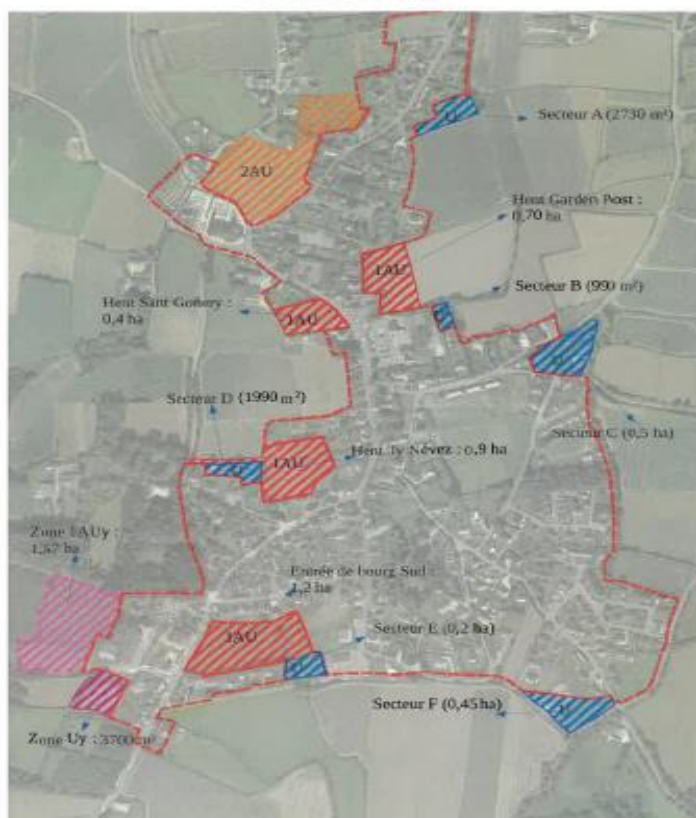 Secteur A (2730 m²)
U
2AU
Hent Garden Post :
0,70 ha
1AU
Secteur B (990 m²)
Hent Sant Gonery :
0,4 ha
1AU
U
U
Secteur D (1990 m²)
Secteur C (0,5 ha)
Hent Ty Névez : 0,9 ha
1AU
U
Zone 1AUy :
1,57 ha
Entrée de bourg Sud :
1,2 ha
1AU
Secteur E (0,2 ha)
U
Secteur F (0,45 ha)
U
Zone Uy : 3700m²